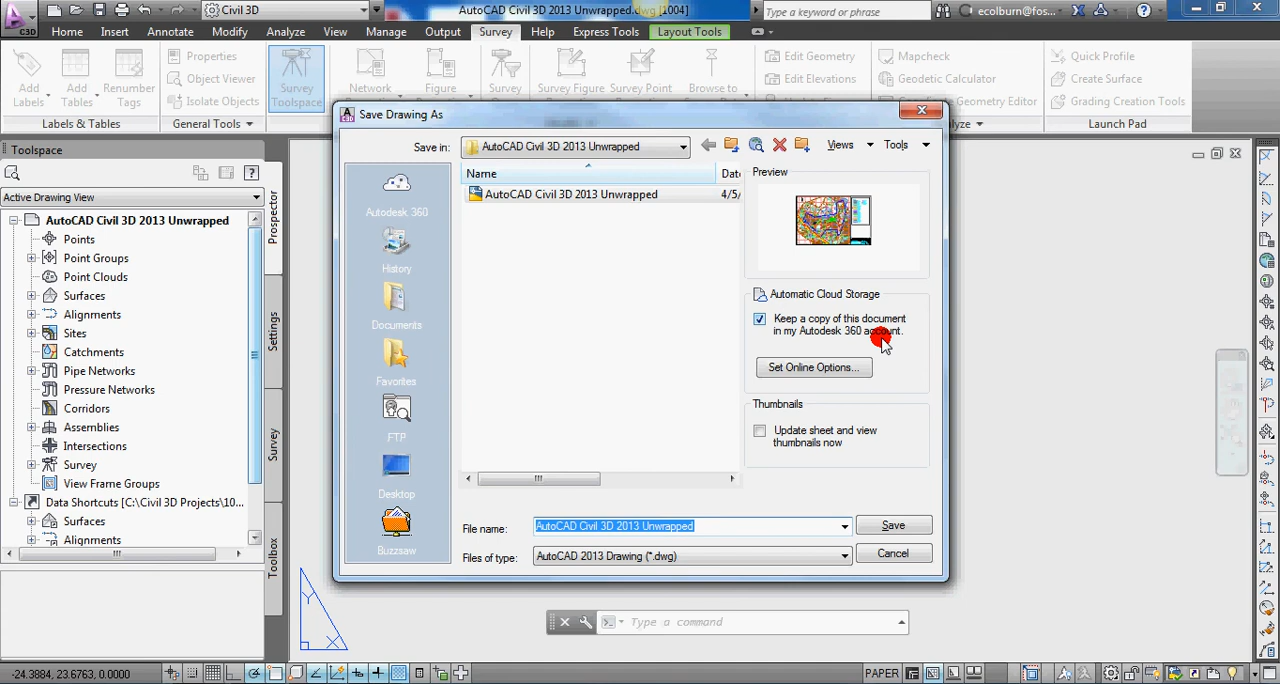 Civil 3D
AutoCAD Civil 3D 2013 Unwrapped.dwg [1004]
Type a keyword or phrase
ecolburn@fos...
C3D
Home Insert Annotate Modify Analyze View Manage Output Survey Help Express Tools Layout Tools
Properties
Object Viewer
Isolate Objects
Edit Geometry
Edit Elevations
Mapcheck
Geodetic Calculator
Geometry Editor
Quick Profile
Create Surface
Grading Creation Tools
Add Labels
Add Tables
Renumber Tags
Survey Toolspace
Network
Figure
Survey
Survey Figure
Survey Point
Browse to
Labels & Tables
General Tools
Launch Pad
Toolspace
Active Drawing View
AutoCAD Civil 3D 2013 Unwrapped
Points
Point Groups
Point Clouds
Surfaces
Alignments
Sites
Catchments
Pipe Networks
Pressure Networks
Corridors
Assemblies
Intersections
Survey
View Frame Groups
Data Shortcuts [C:\Civil 3D Projects\10...
Surfaces
Alignments
Prospector
Settings
Survey
Toolbox
Save Drawing As
Save in:
AutoCAD Civil 3D 2013 Unwrapped
Views
Tools
Autodesk 360
History
Documents
Favorites
FTP
Desktop
Buzzsaw
Name
AutoCAD Civil 3D 2013 Unwrapped
4/5/
Preview
Automatic Cloud Storage
Keep a copy of this document
in my Autodesk 360 account.
Set Online Options...
Thumbnails
Update sheet and view
thumbnails now
File name:
AutoCAD Civil 3D 2013 Unwrapped
Save
Files of type:
AutoCAD 2013 Drawing (*.dwg)
Cancel
Y
X
Type a command
-24.3884, 23.6763, 0.0000
PAPER